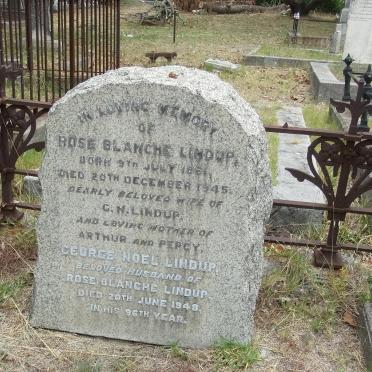 IN LOVING MEMORY
OF
ROSE BLANCHE LINDUP.
BORN 9TH JULY 1861.
DIED 20TH DECEMBER 1945.
DEARLY BELOVED WIFE OF
G. N. LINDUP.
AND LOVING MOTHER OF
ARTHUR AND PERCY.
GEORGE NOEL LINDUP.
BELOVED HUSBAND OF
ROSE BLANCHE LINDUP
DIED 20TH JUNE 1948.
IN HIS 96TH YEAR.